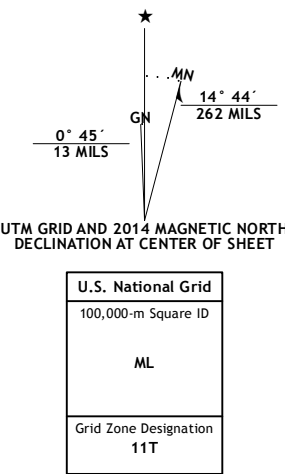 ★
MN
GN
14° 44´
262 MILS
0° 45´
13 MILS
UTM GRID AND 2014 MAGNETIC NORTH
DECLINATION AT CENTER OF SHEET
U.S. National Grid
100,000-m Square ID
ML
Grid Zone Designation
11T